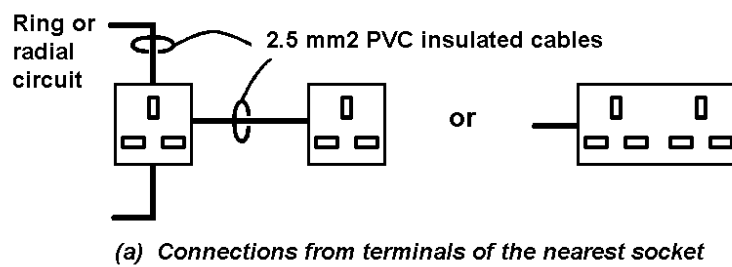 Ring or
radial
circuit
2.5 mm2 PVC insulated cables
or
(a) Connections from terminals of the nearest socket